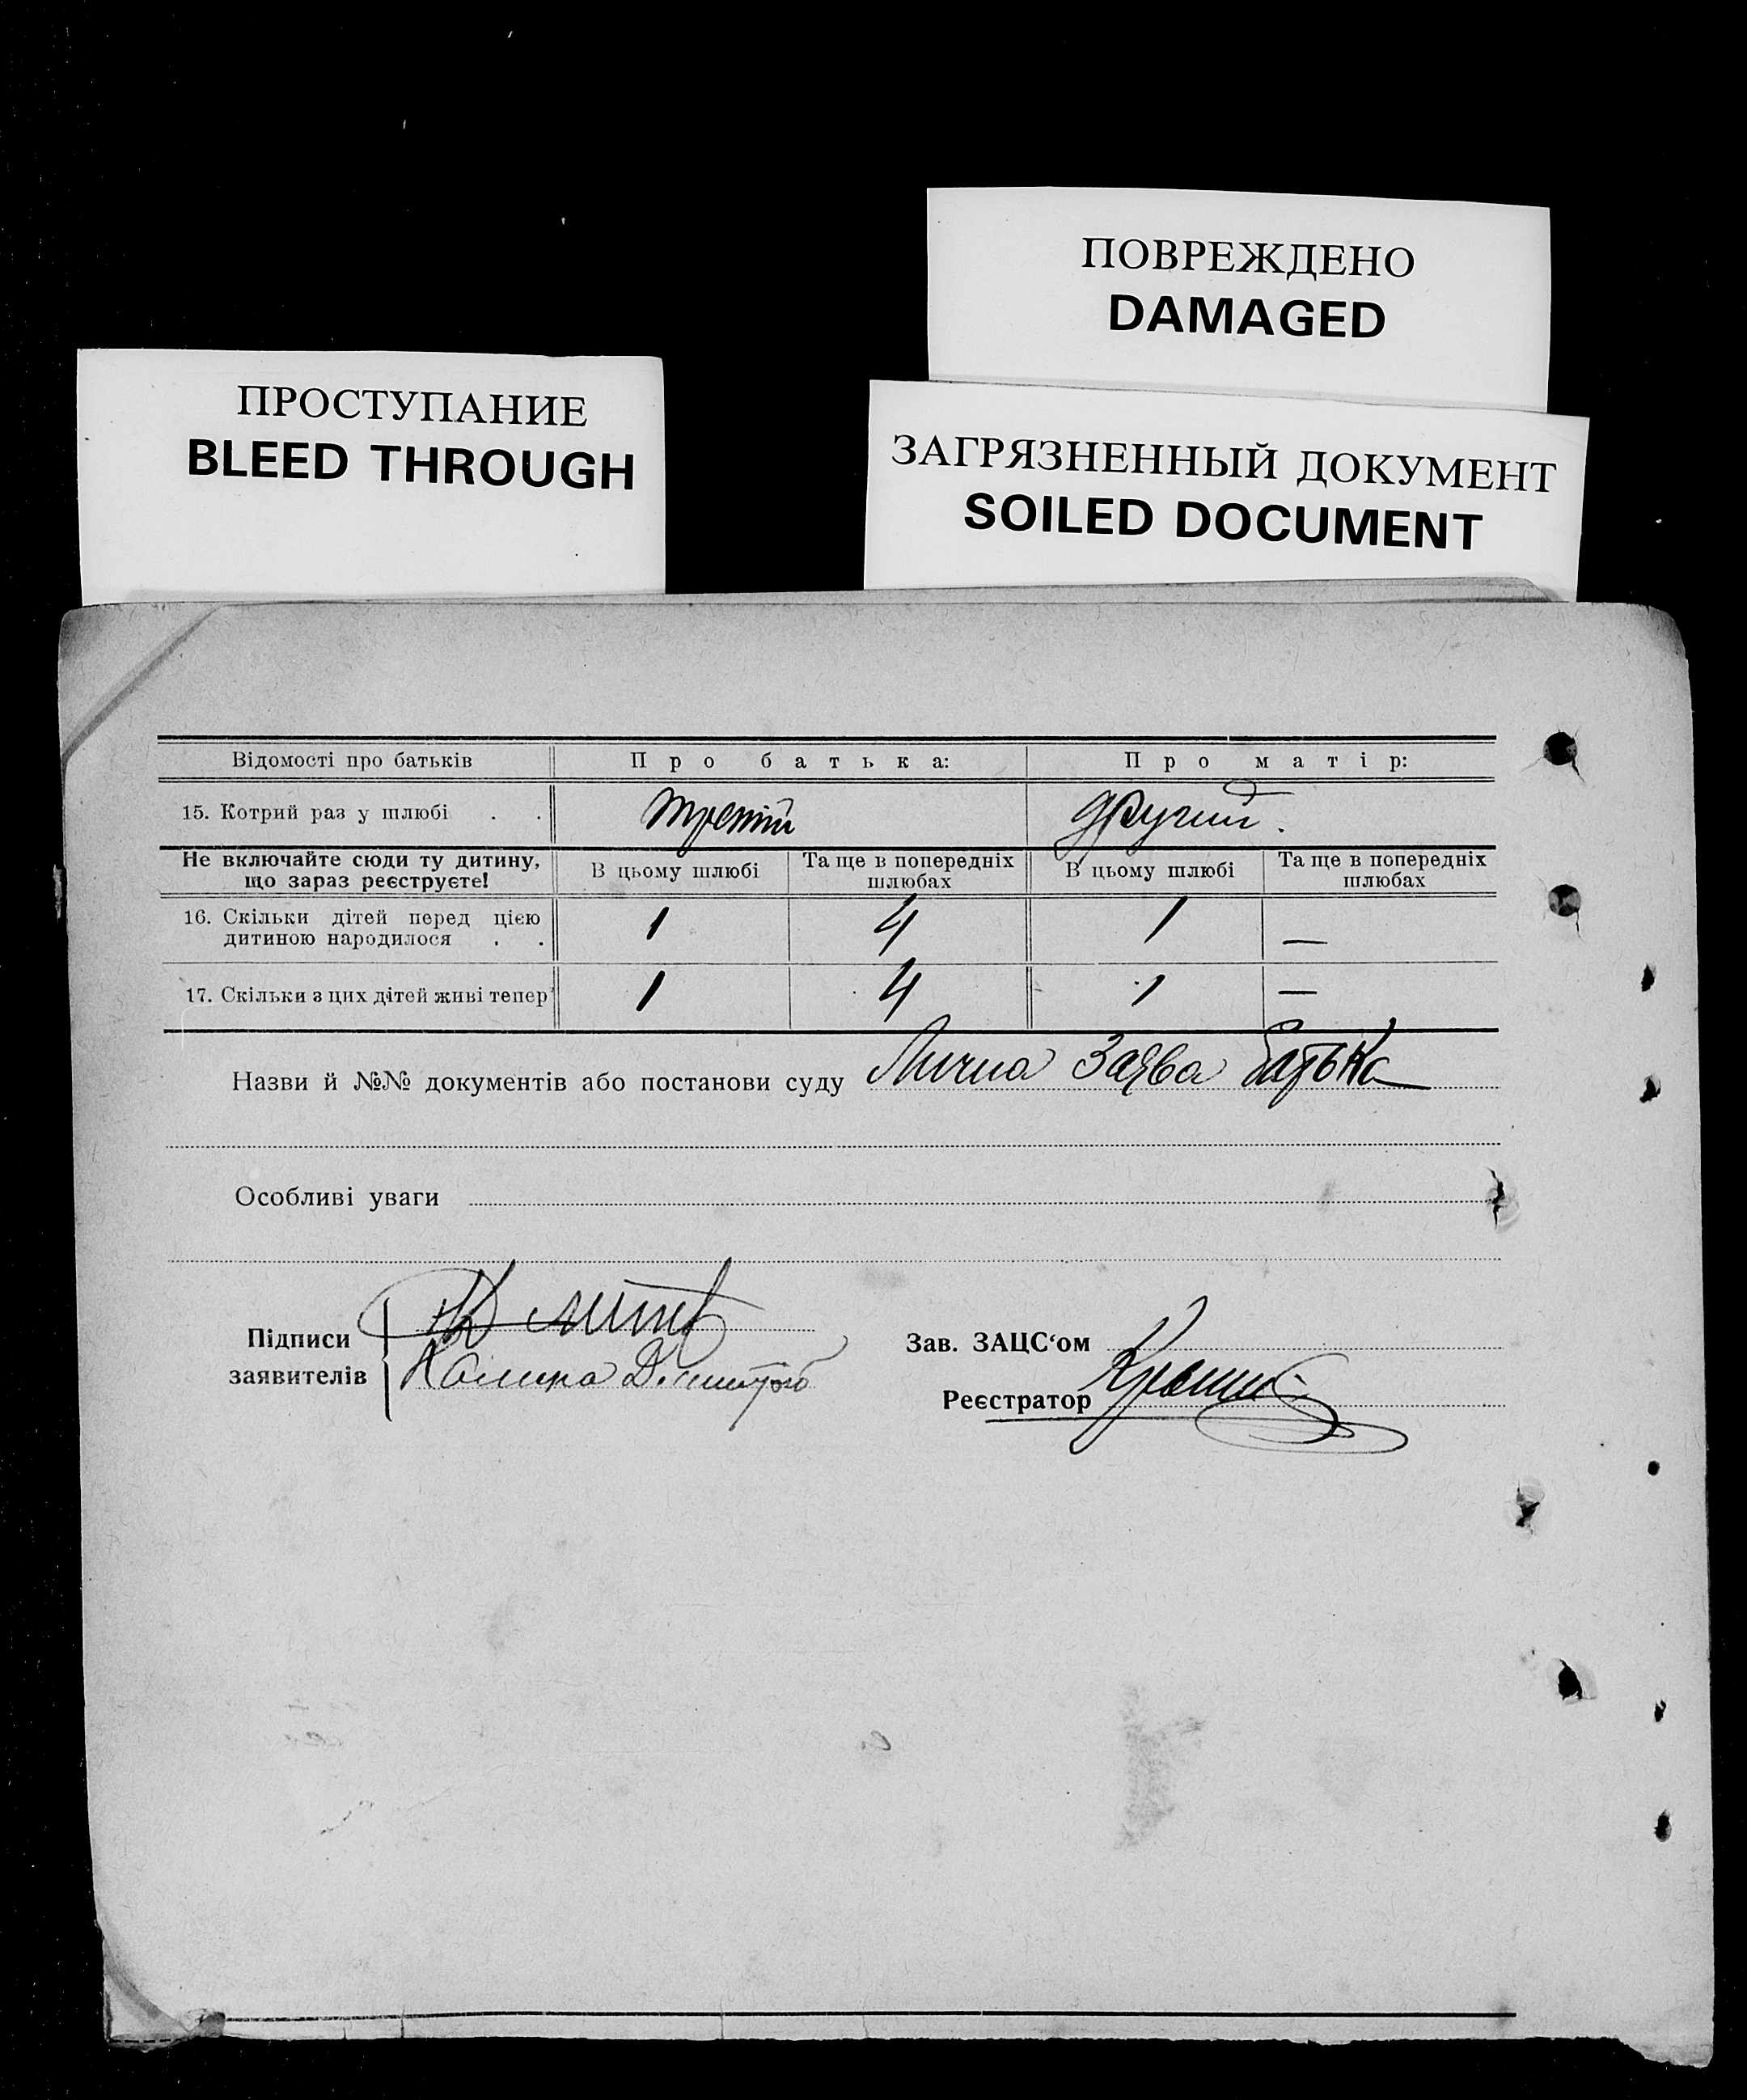 ПОВРЕЖДЕНО
DAMAGED
ПРОСТУПАНИЕ
BLEED THROUGH
ЗАГРЯЗНЕННЫЙ ДОКУМЕНТ
SOILED DOCUMENT
Відомості про батьків Про батька: Про матір:
15. Котрий раз у шлюбі . . третій другий.
Не включайте сюди ту дитину, що зараз реєструєте! В цьому шлюбі Та ще в попередніх шлюбах В цьому шлюбі Та ще в попередніх шлюбах
16. Скільки дітей перед цією
дитиною народилося . . 1 4 1 —
17. Скільки з цих дітей живі тепер 1 4 1 —
Назви й №№ документів або постанови суду Лична Заява батька
Особливі уваги
Підписи
заявителів
Зав. ЗАЦС‘ом
Реєстратор